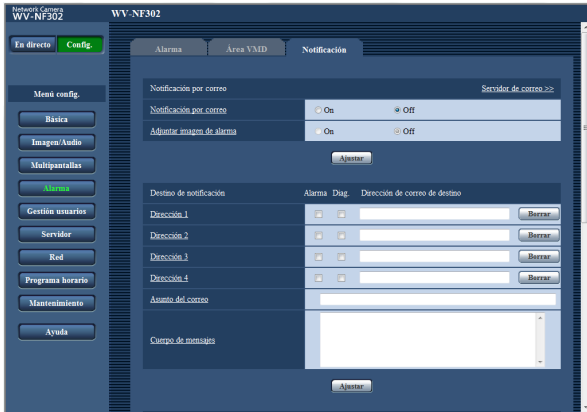 Network Camera
WV-NF302
WV-NF302
En directo
Config.
Alarma
Área VMD
Notificación
Menú config.
Básica
Imagen/Audio
Multipantallas
Alarma
Gestión usuarios
Servidor
Red
Programa horario
Mantenimiento
Ayuda
Notificación por correo
Servidor de correo >>
Notificación por correo
On
Off
Adjuntar imagen de alarma
On
Off
Ajustar
Destino de notificación
Alarma
Diag.
Dirección de correo de destino
Dirección 1
Borrar
Dirección 2
Borrar
Dirección 3
Borrar
Dirección 4
Borrar
Asunto del correo
Cuerpo de mensajes
Ajustar